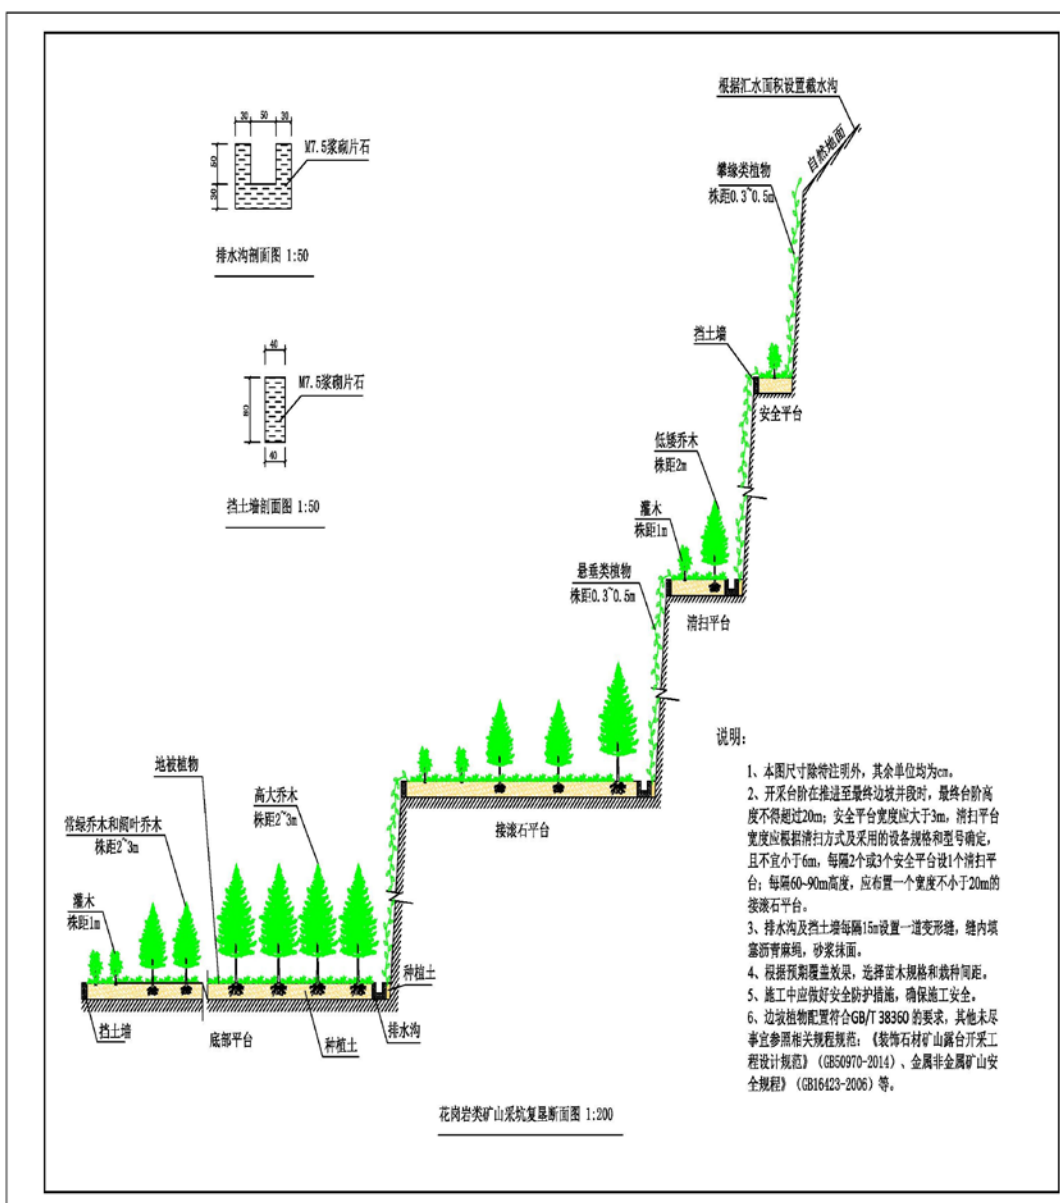 根据汇水面积设置截水沟
自然地面
攀缘类植物
株距0.3~0.5m
30 50 30
50
30
M7.5浆砌片石
排水沟剖面图 1:50
40
80
40
M7.5浆砌片石
挡土墙剖面图 1:50
挡土墙
安全平台
低矮乔木
株距2m
灌木
株距1m
清扫平台
悬垂类植物
株距0.3~0.5m
接滚石平台
地被植物
高大乔木
株距2~3m
常绿乔木和阔叶乔木
株距2~3m
灌木
株距1m
种植土
挡土墙
底部平台
种植土
排水沟
说明:
1、本图尺寸除特注明外，其余单位均为cm。
2、开采台阶在推进至最终边坡并段时，最终台阶高
度不得超过20m；安全平台宽度应大于3m，清扫平台
宽度应根据清扫方式及采用的设备规格和型号确定，
且不宜小于6m，每隔2个或3个安全平台设1个清扫平
台；每隔60~90m高度，应布置一个宽度不小于20m的
接滚石平台。
3、排水沟及挡土墙每隔15m设置一道变形缝，缝内填
塞沥青麻绳，砂浆抹面。
4、根据预期覆盖效果，选择苗木规格和栽种间距。
5、施工中应做好安全防护措施，确保施工安全。
6、边坡植物配置符合GB/T 38360 的要求，其他未尽
事宜参照相关规程规范：《装饰石材矿山露台开采工
程设计规范》（GB50970-2014）、金属非金属矿山安
全规程》（GB16423-2006）等。
花岗岩类矿山采坑复垦断面图 1:200